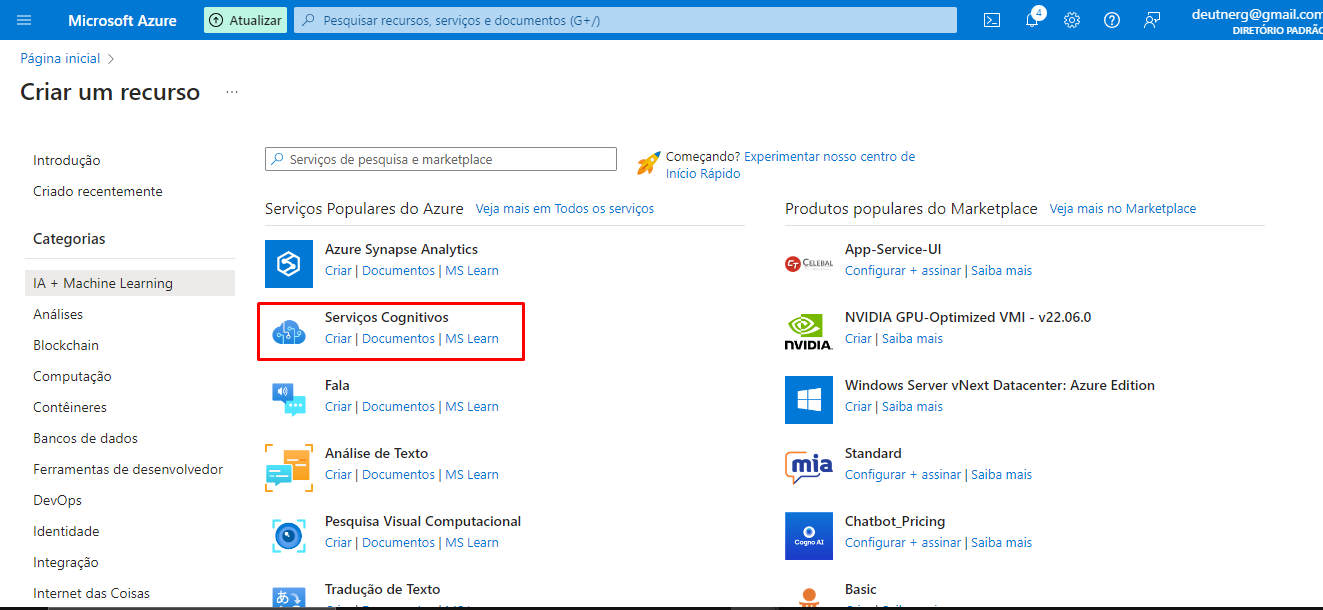 Microsoft Azure
Atualizar
Pesquisar recursos, serviços e documentos (G+/)
4
deutnerg@gmail.com
DIRETÓRIO PADRÃO
Página inicial >
Criar um recurso ...
Introdução
Criado recentemente
Categorias
IA + Machine Learning
Análises
Blockchain
Computação
Contêineres
Bancos de dados
Ferramentas de desenvolvedor
DevOps
Identidade
Integração
Internet das Coisas
Serviços de pesquisa e marketplace
Começando? Experimentar nosso centro de
Início Rápido
Serviços Populares do Azure Veja mais em Todos os serviços
Azure Synapse Analytics
Criar | Documentos | MS Learn
Serviços Cognitivos
Criar | Documentos | MS Learn
Fala
Criar | Documentos | MS Learn
Análise de Texto
Criar | Documentos | MS Learn
Pesquisa Visual Computacional
Criar | Documentos | MS Learn
Tradução de Texto
Produtos populares do Marketplace Veja mais no Marketplace
CELEBAL
App-Service-UI
Configurar + assinar | Saiba mais
NVIDIA.
NVIDIA GPU-Optimized VMI - v22.06.0
Criar | Saiba mais
Windows Server vNext Datacenter: Azure Edition
Criar | Saiba mais
mia
Standard
Configurar + assinar | Saiba mais
Cogno AI
Chatbot_Pricing
Configurar + assinar | Saiba mais
Basic